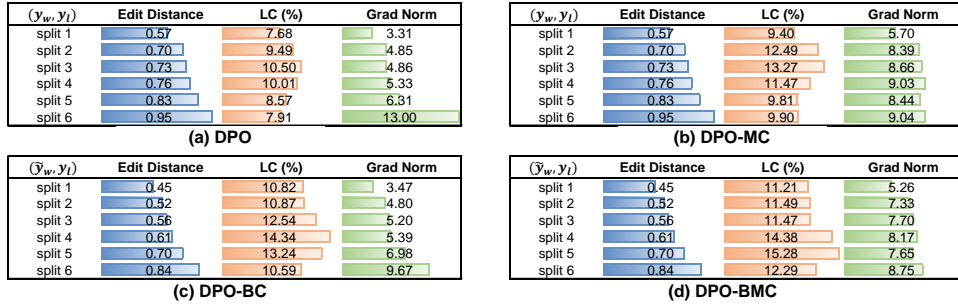 (y_w, y_l) Edit Distance LC (%) Grad Norm
split 1 0.57 7.68 3.31
split 2 0.70 9.49 4.85
split 3 0.73 10.50 4.86
split 4 0.76 10.01 5.33
split 5 0.83 8.57 6.31
split 6 0.95 7.91 13.00
(a) DPO
(y_w, y_l) Edit Distance LC (%) Grad Norm
split 1 0.57 9.40 5.70
split 2 0.70 12.49 8.39
split 3 0.73 13.27 8.66
split 4 0.76 11.47 9.03
split 5 0.83 9.81 8.44
split 6 0.95 9.90 9.04
(b) DPO-MC
(ỹ_w, y_l) Edit Distance LC (%) Grad Norm
split 1 0.45 10.82 3.47
split 2 0.52 10.87 4.80
split 3 0.56 12.54 5.20
split 4 0.61 14.34 5.39
split 5 0.70 13.24 6.98
split 6 0.84 10.59 9.67
(c) DPO-BC
(ỹ_w, y_l) Edit Distance LC (%) Grad Norm
split 1 0.45 11.21 5.26
split 2 0.52 11.49 7.33
split 3 0.56 11.47 7.70
split 4 0.61 14.38 8.17
split 5 0.70 15.28 7.65
split 6 0.84 12.29 8.75
(d) DPO-BMC